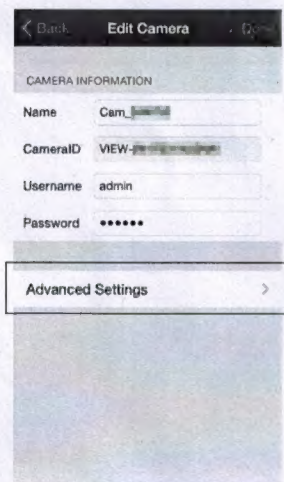 Back Edit Camera
CAMERA INFORMATION
Name Cam_
CameraID VIEW-
Username admin
Password ••••••
Advanced Settings >